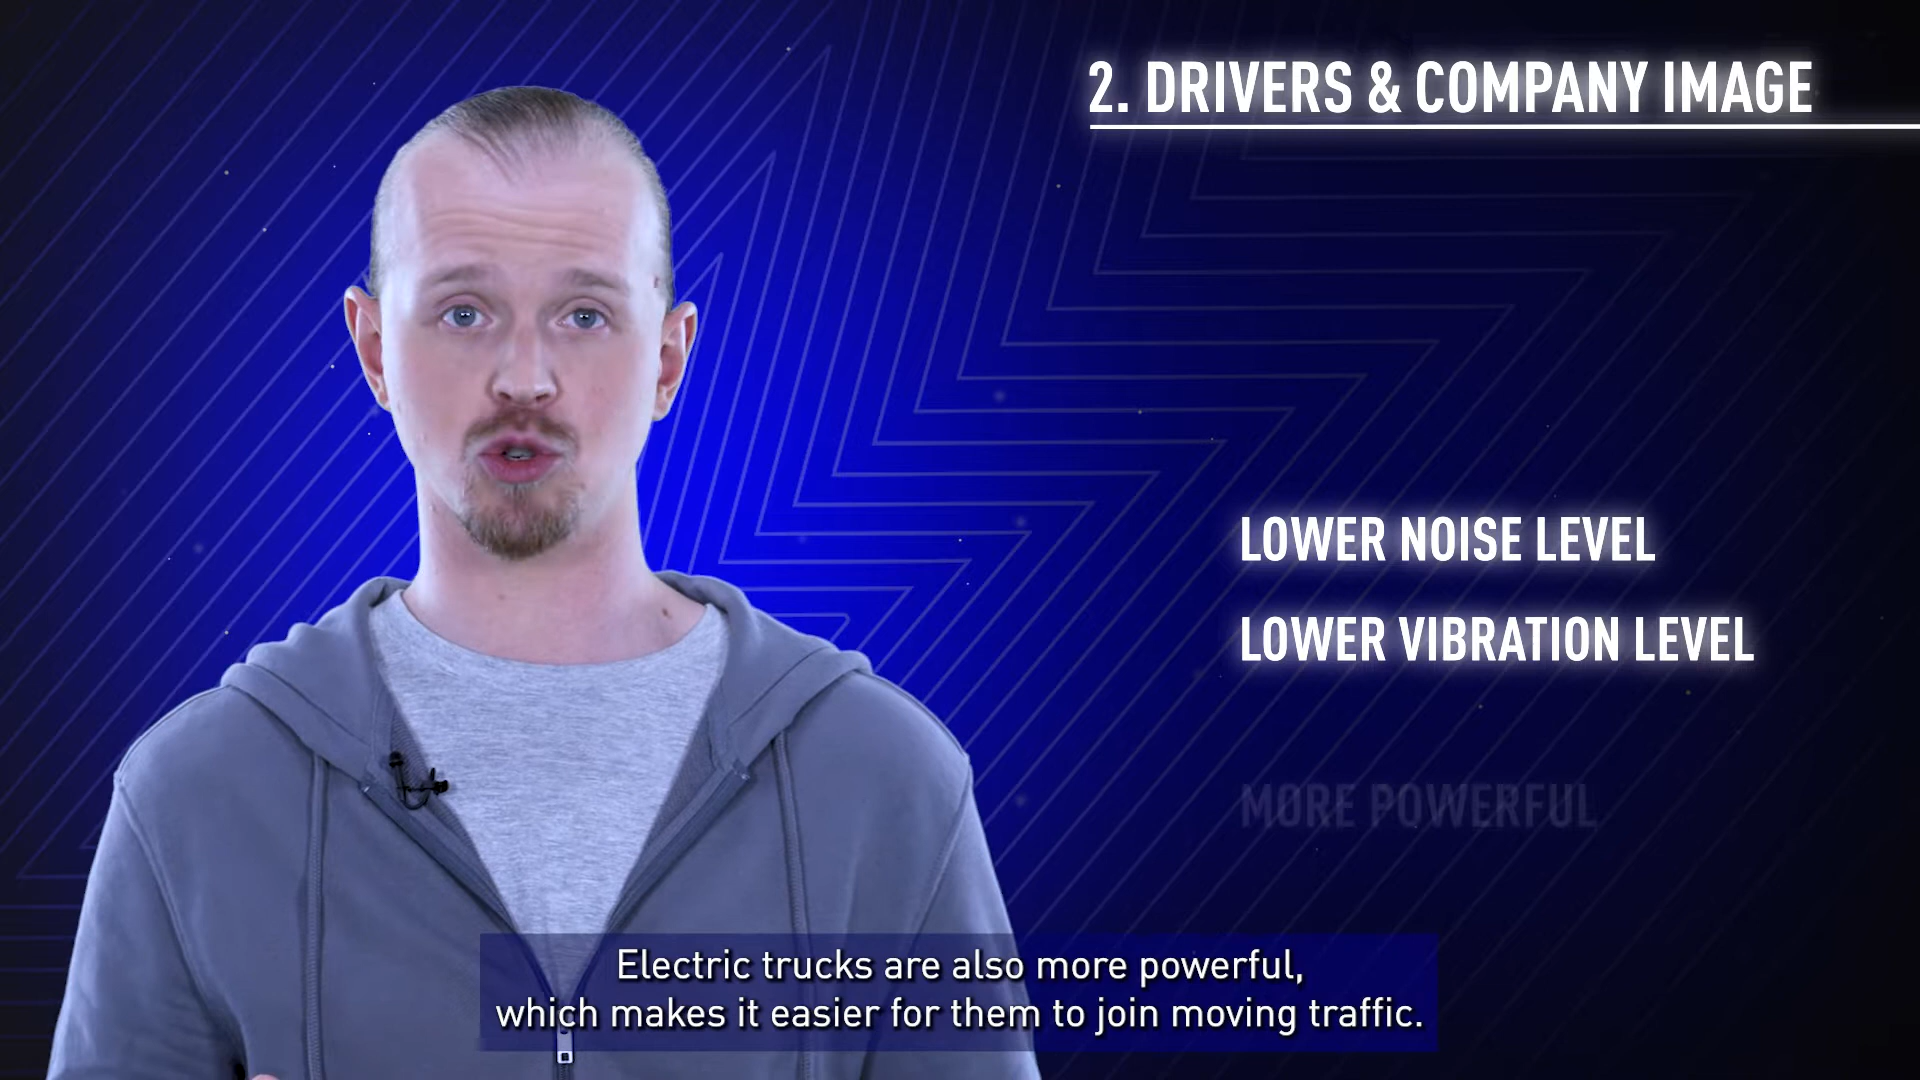 2. DRIVERS & COMPANY IMAGE
LOWER NOISE LEVEL
LOWER VIBRATION LEVEL
MORE POWERFUL
Electric trucks are also more powerful,
which makes it easier for them to join moving traffic.